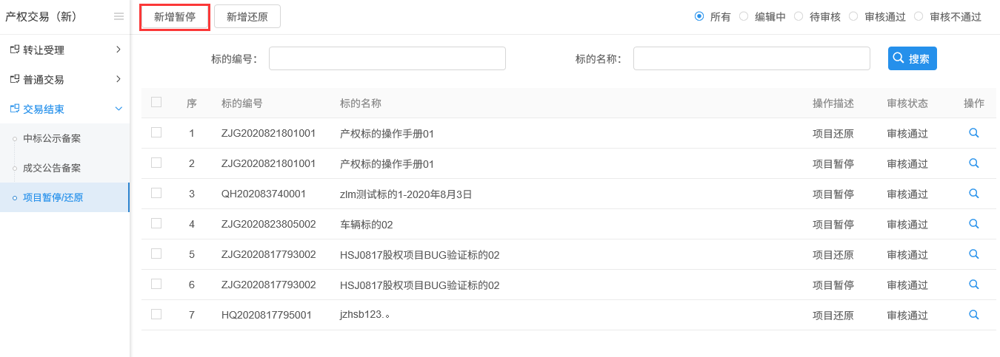 产权交易（新）
新增暂停 新增还原
所有 编辑中 待审核 审核通过 审核不通过
转让受理
普通交易
交易结束
中标公示备案
成交公告备案
项目暂停/还原
标的编号： 标的名称： 搜索
序 标的编号 标的名称 操作描述 审核状态 操作
1 ZJG2020821801001 产权标的操作手册01 项目还原 审核通过
2 ZJG2020821801001 产权标的操作手册01 项目暂停 审核通过
3 QH202083740001 zlm测试标的1-2020年8月3日 项目暂停 审核通过
4 ZJG2020823805002 车辆标的02 项目暂停 审核通过
5 ZJG2020817793002 HSJ0817股权项目BUG验证标的02 项目还原 审核通过
6 ZJG2020817793002 HSJ0817股权项目BUG验证标的02 项目暂停 审核通过
7 HQ2020817795001 jzhsb123.。 项目还原 审核通过